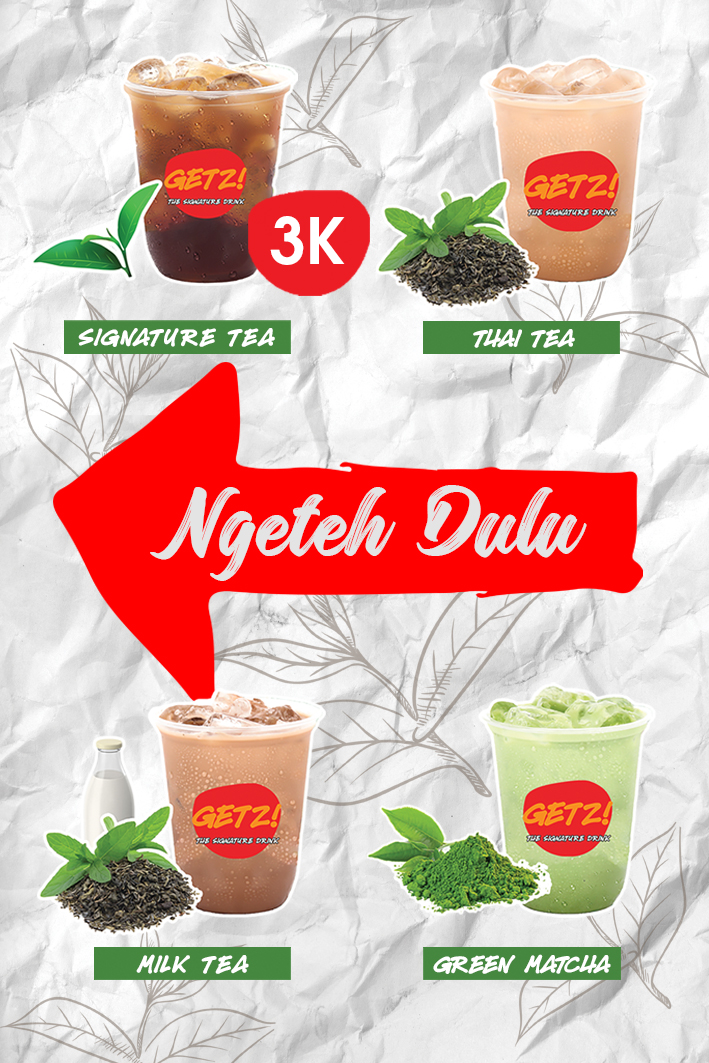 GETZ!
THE SIGNATURE DRINK
3K
SIGNATURE TEA
GETZ!
THE SIGNATURE DRINK
THAI TEA
Ngeteh Dulu
GETZ!
THE SIGNATURE DRINK
MILK TEA
GETZ!
THE SIGNATURE DRINK
GREEN MATCHA